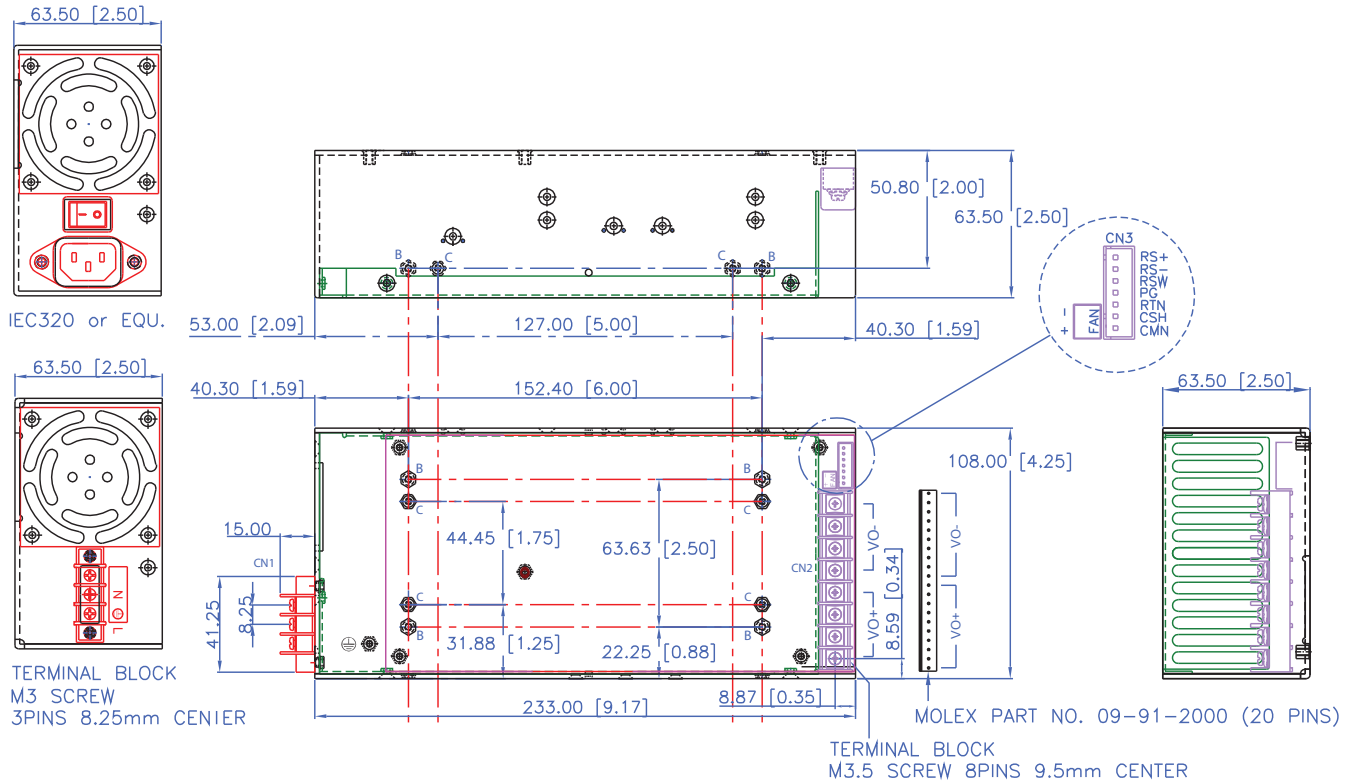 63.50 [2.50]
IEC320 or EQU.
B
C
C
B
50.80 [2.00]
63.50 [2.50]
53.00 [2.09]
127.00 [5.00]
40.30 [1.59]
CN3
RS+
RS-
RSW
PG
RTN
CSH
CMN
- + FAN
63.50 [2.50]
N
L
TERMINAL BLOCK
M3 SCREW
3PINS 8.25mm CENIER
40.30 [1.59]
152.40 [6.00]
108.00 [4.25]
B
B
C
C
FAN
15.00
CN1
44.45 [1.75]
63.63 [2.50]
CN2
VO-
VO-
41.25
8.25
C
C
B
B
31.88 [1.25]
22.25 [0.88]
VO+
8.59 [0.34]
VO+
8.87 [0.35]
233.00 [9.17]
MOLEX PART NO. 09-91-2000 (20 PINS)
TERMINAL BLOCK
M3.5 SCREW 8PINS 9.5mm CENTER
63.50 [2.50]